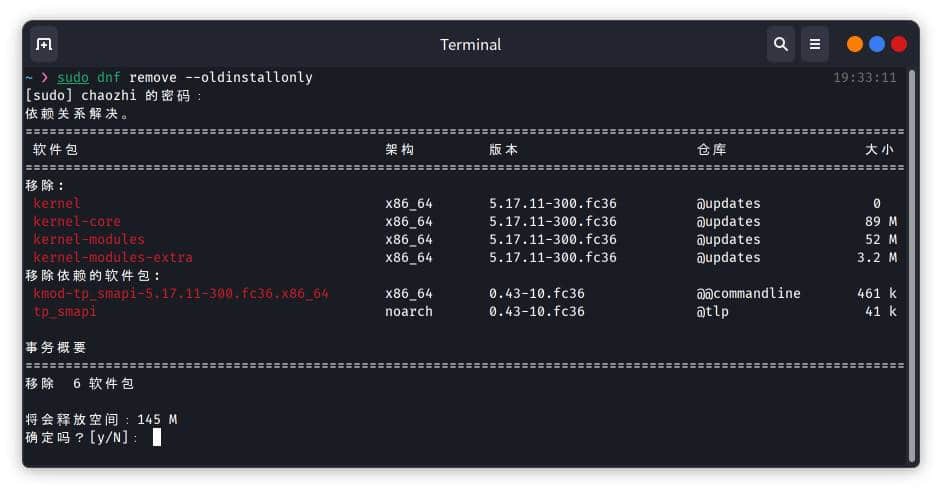 Terminal
~ ❯ sudo dnf remove --oldinstallonly 19:33:11
[sudo] chaozhi 的密码：
依赖关系解决。
================================================================================
软件包 架构 版本 仓库 大小
================================================================================
移除:
kernel x86_64 5.17.11-300.fc36 @updates 0
kernel-core x86_64 5.17.11-300.fc36 @updates 89 M
kernel-modules x86_64 5.17.11-300.fc36 @updates 52 M
kernel-modules-extra x86_64 5.17.11-300.fc36 @updates 3.2 M
移除依赖的软件包:
kmod-tp_smapi-5.17.11-300.fc36.x86_64 x86_64 0.43-10.fc36 @@commandline 461 k
tp_smapi noarch 0.43-10.fc36 @tlp 41 k
事务概要
================================================================================
移除 6 软件包
将会释放空间：145 M
确定吗？[y/N]：